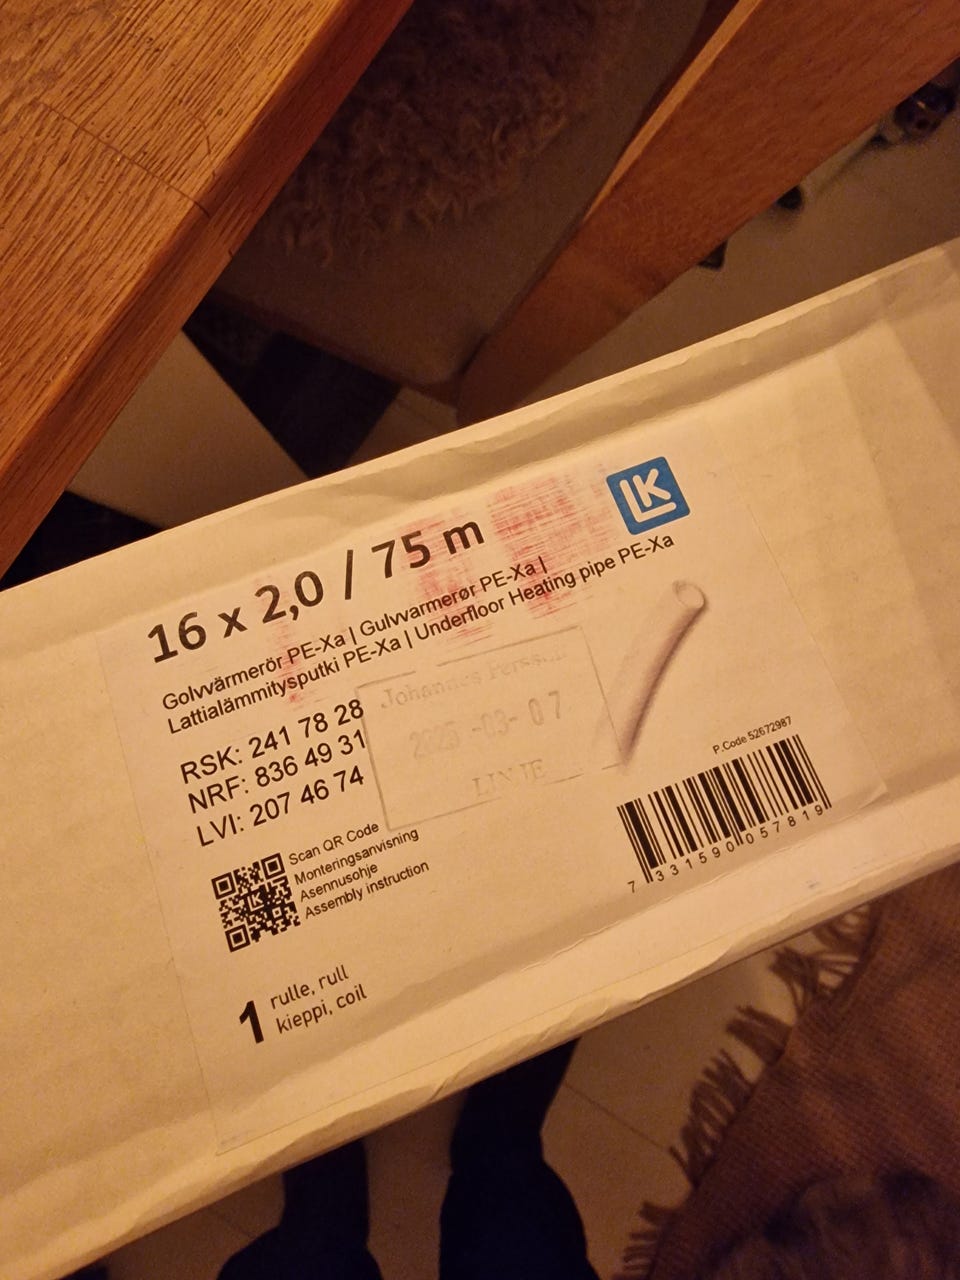 LK
16 x 2,0 / 75 m
Golvvärmerör PE-Xa | Gulvvarmerør PE-Xa |
Lattialämmitysputki PE-Xa | Underfloor Heating pipe PE-Xa
RSK: 241 78 28
NRF: 836 49 31
LVI: 207 46 74
Johannes
2025 -03- 07
LINJE
P.Code 52672987
7 331590 057819
Scan QR Code
Monteringsanvisning
Asennusohje
Assembly instruction
1 rulle, rull
kieppi, coil